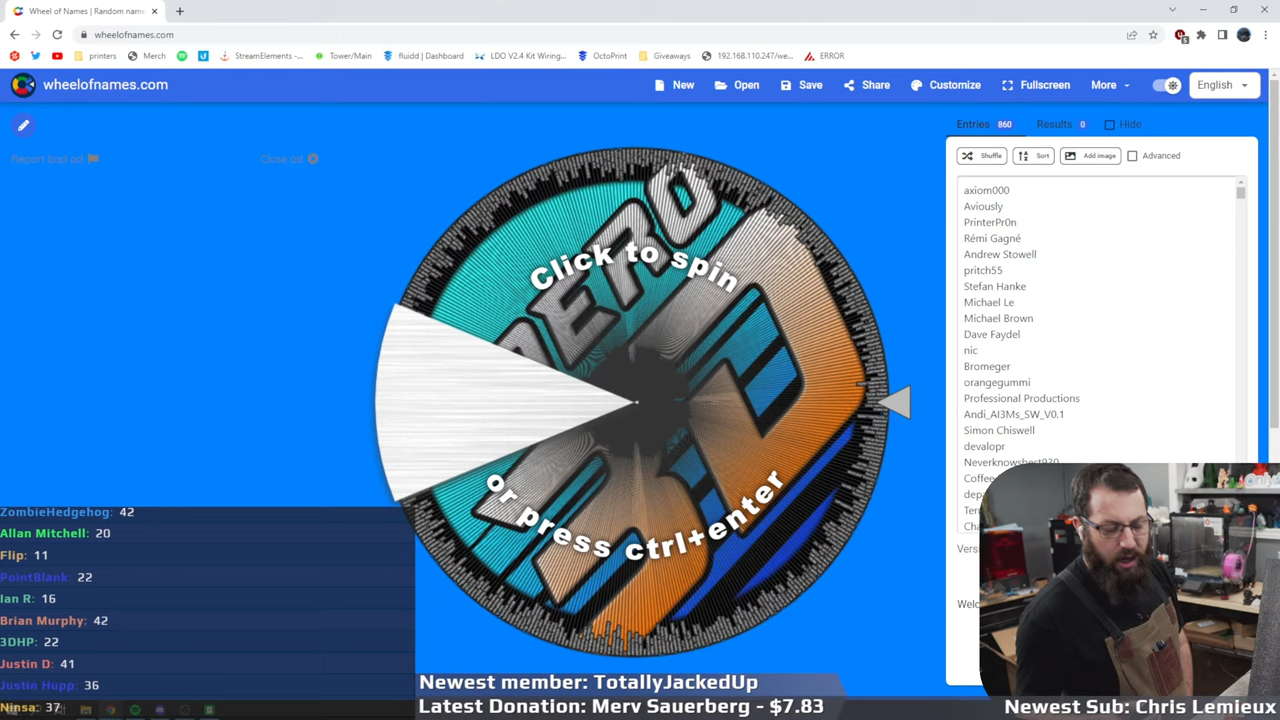 Wheel of Names | Random name
wheelofnames.com
printers
Merch
StreamElements -...
Tower/Main
fluidd | Dashboard
LDO V2.4 Kit Wiring...
OctoPrint
Giveaways
192.168.110.247/we...
ERROR
wheelofnames.com
New
Open
Save
Share
Customize
Fullscreen
More
English
Report bad ad
Close ad
Entries 860
Results 0
Hide
Shuffle
Sort
Add image
Advanced
axiom000
Aviously
PrinterPr0n
Rémi Gagné
Andrew Stowell
pritch55
Stefan Hanke
Michael Le
Michael Brown
Dave Faydel
nic
Bromeger
orangegummi
Professional Productions
Andi_AI3Ms_SW_V0.1
Simon Chiswell
devalopr
Neverknowsbest930
Click to spin
or press ctrl+enter
ZombieHedgehog: 42
Allan Mitchell: 20
Flip: 11
PointBlank: 22
Ian R: 16
Brian Murphy: 42
3DHP: 22
Justin D: 41
Justin Hupp: 36
Ninsa: 37
Newest member: TotallyJackedUp
Latest Donation: Merv Sauerberg - $7.83
Newest Sub: Chris Lemieux